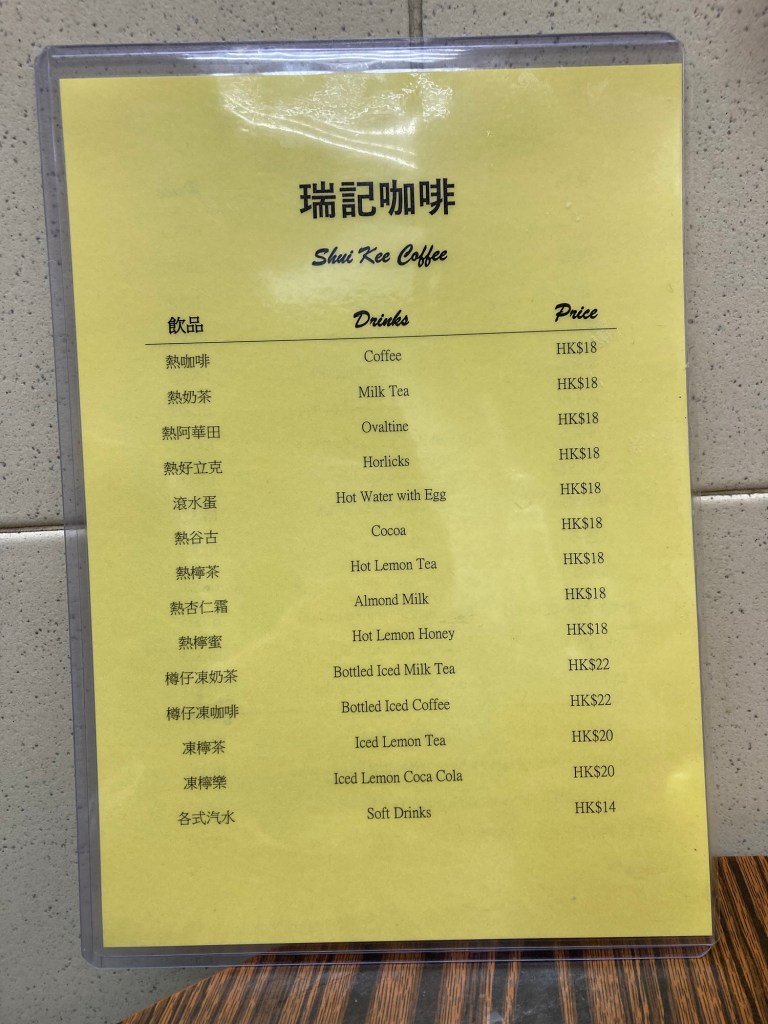 瑞記咖啡
Shui Kee Coffee
飲品 Drinks Price
熱咖啡 Coffee HK$18
熱奶茶 Milk Tea HK$18
熱阿華田 Ovaltine HK$18
熱好立克 Horlicks HK$18
滾水蛋 Hot Water with Egg HK$18
熱谷古 Cocoa HK$18
熱檸茶 Hot Lemon Tea HK$18
熱杏仁霜 Almond Milk HK$18
熱檸蜜 Hot Lemon Honey HK$18
樽仔凍奶茶 Bottled Iced Milk Tea HK$22
樽仔凍咖啡 Bottled Iced Coffee HK$22
凍檸茶 Iced Lemon Tea HK$20
凍檸樂 Iced Lemon Coca Cola HK$20
各式汽水 Soft Drinks HK$14